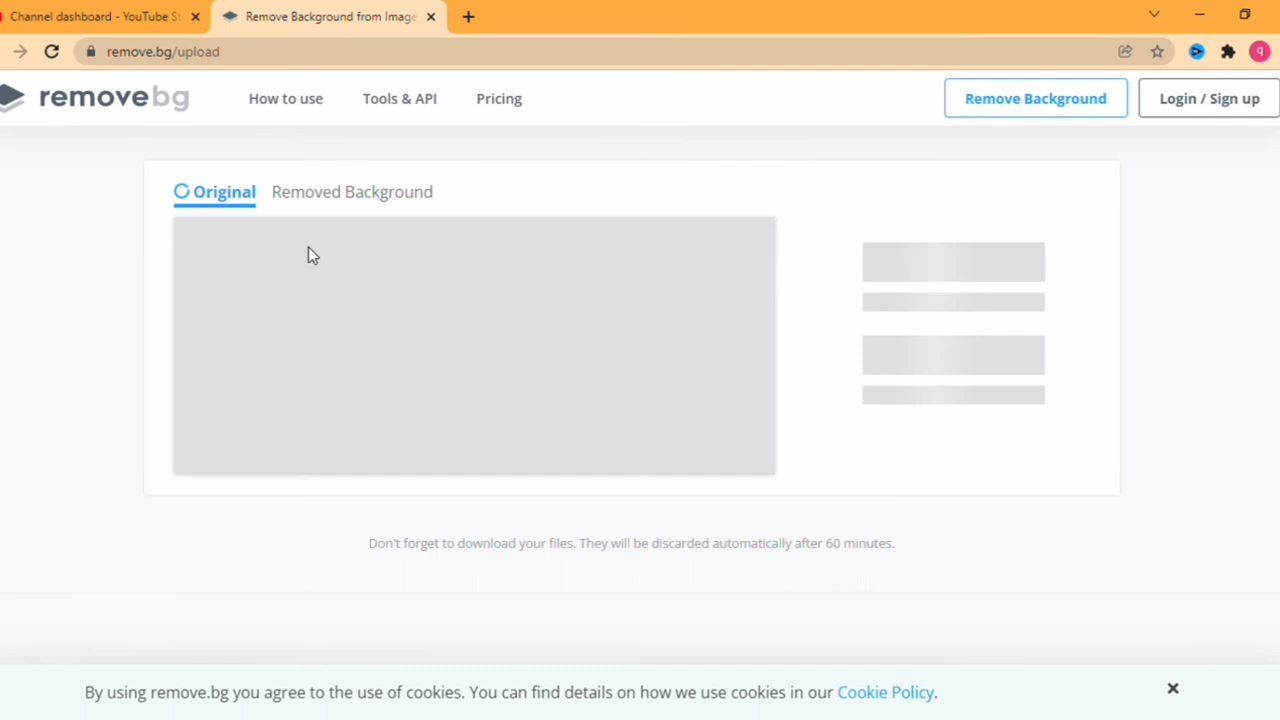 Channel dashboard - YouTube St
Remove Background from Image
remove.bg/upload
q
removebg
How to use
Tools & API
Pricing
Remove Background
Login / Sign up
Original
Removed Background
Don't forget to download your files. They will be discarded automatically after 60 minutes.
By using remove.bg you agree to the use of cookies. You can find details on how we use cookies in our Cookie Policy.